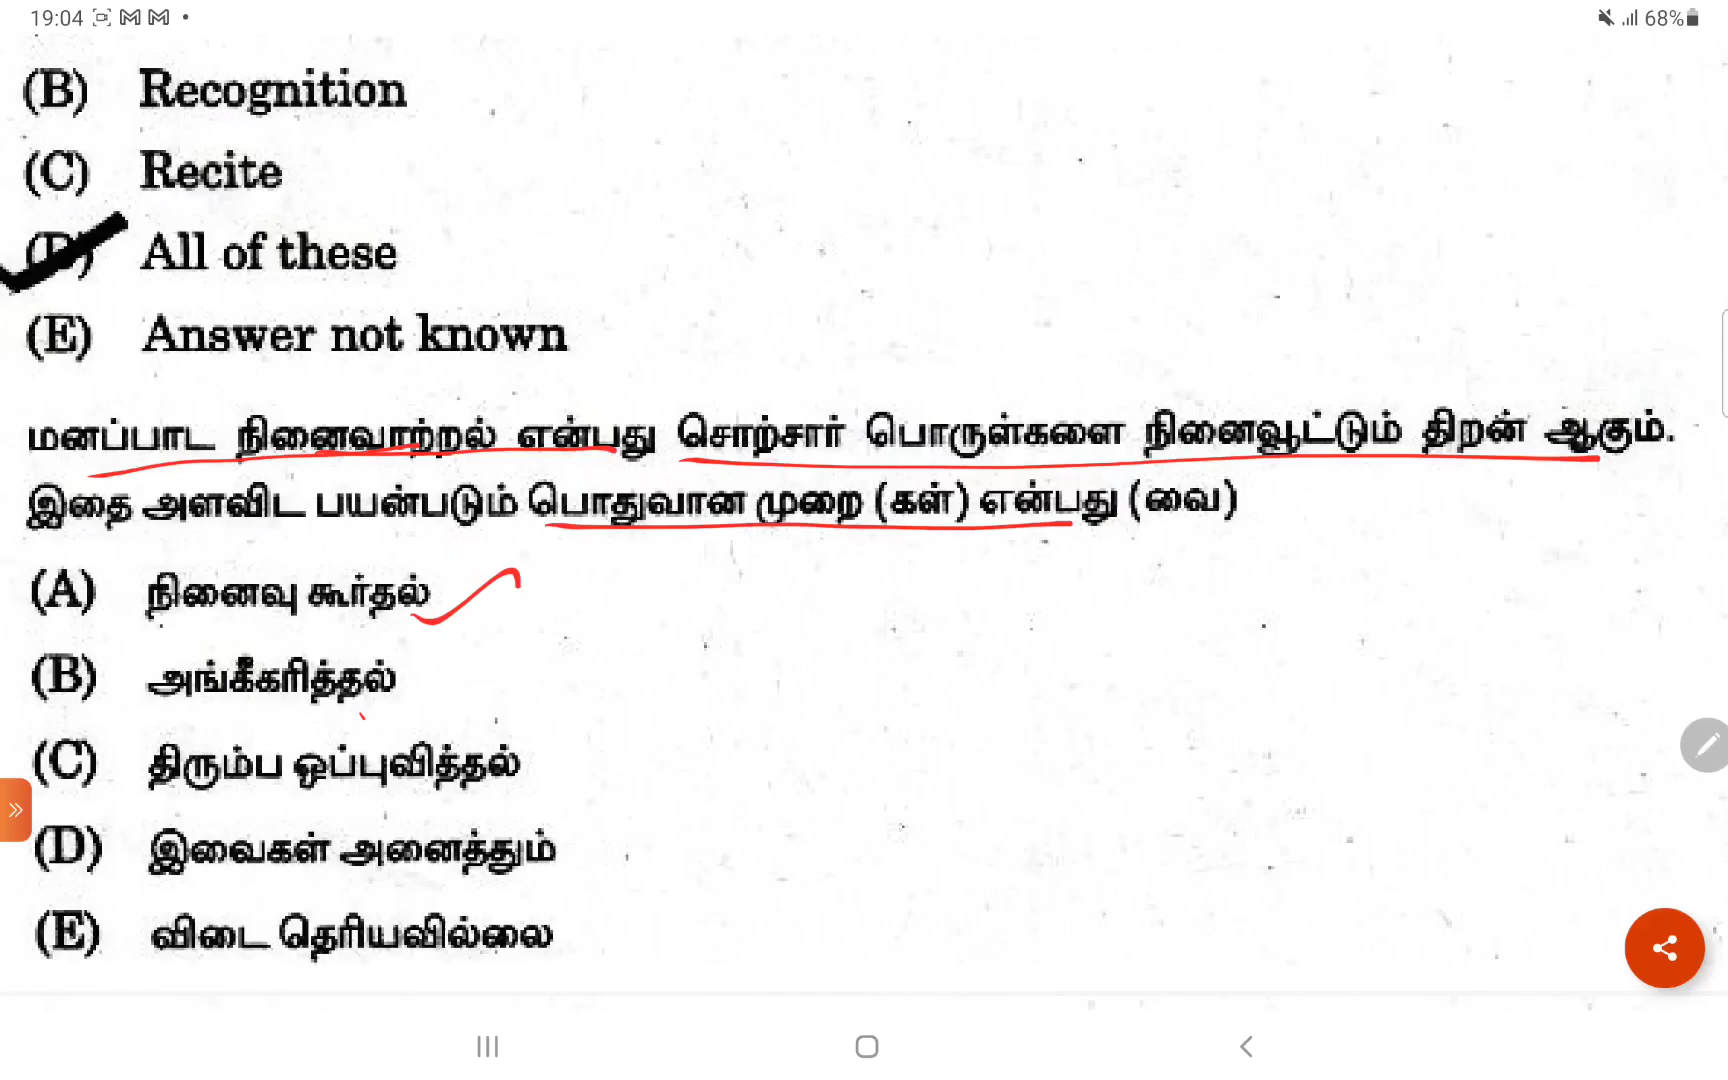 19:04
68%
(B) Recognition
(C) Recite
(D) All of these
(E) Answer not known
மனப்பாட நினைவாற்றல் என்பது சொற்சார் பொருள்களை நினைவூட்டும் திறன் ஆகும்.
இதை அளவிட பயன்படும் பொதுவான முறை (கள்) என்பது (வை)
(A) நினைவு கூர்தல்
(B) அங்கீகரித்தல்
(C) திரும்ப ஒப்புவித்தல்
(D) இவைகள் அனைத்தும்
(E) விடை தெரியவில்லை